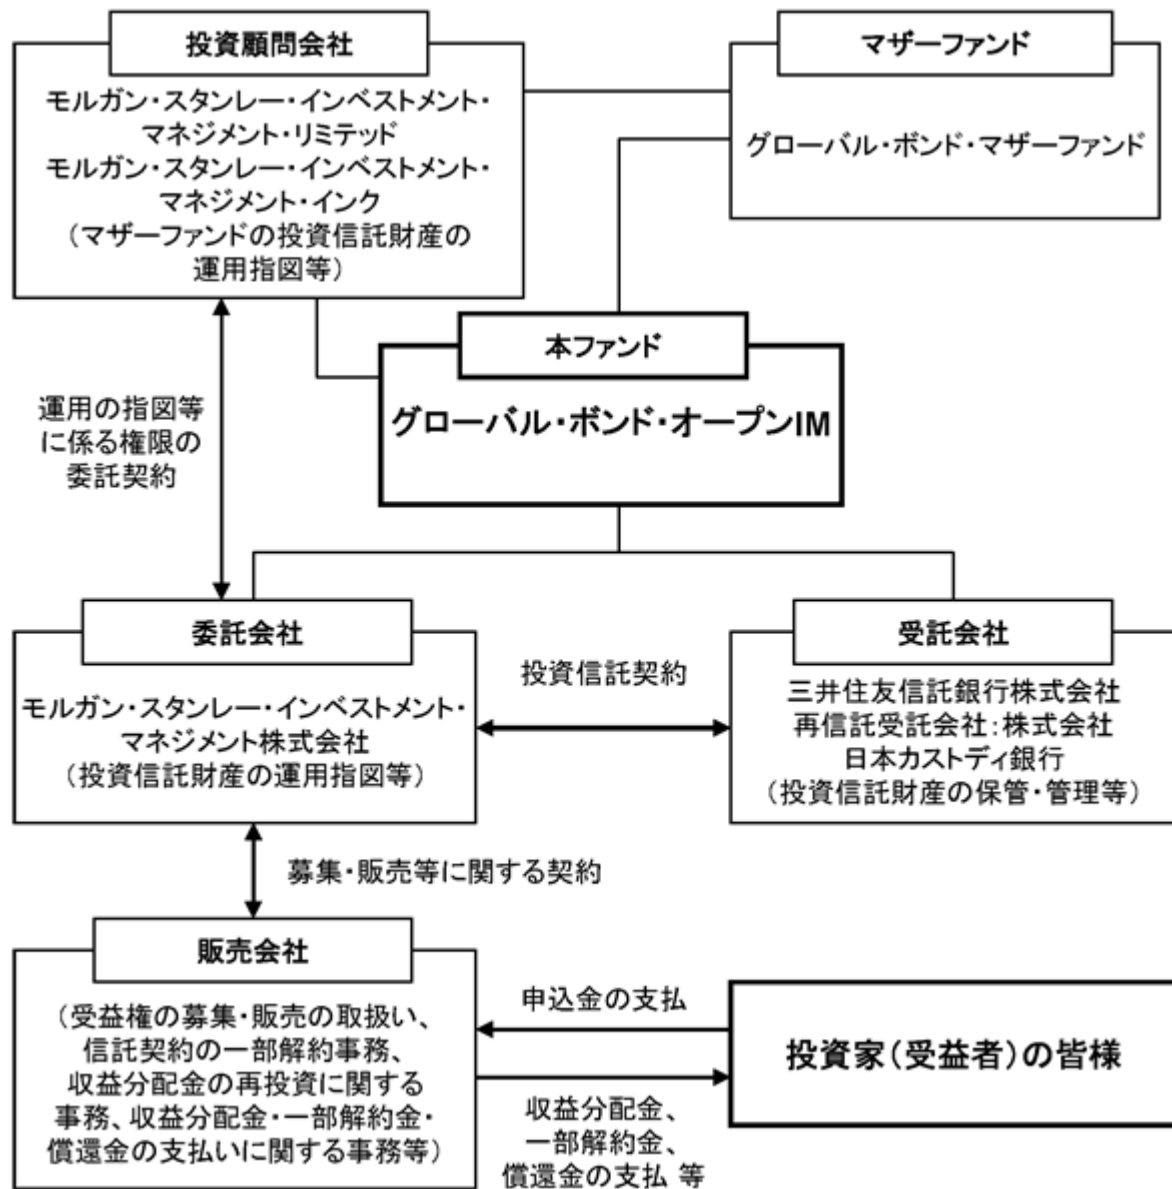 投資顧問会社
モルガン・スタンレー・インベストメント・
マネジメント・リミテッド
モルガン・スタンレー・インベストメント・
マネジメント・インク
（マザーファンドの投資信託財産の
運用指図等）
マザーファンド
グローバル・ボンド・マザーファンド
本ファンド
グローバル・ボンド・オープンIM
運用の指図等
に係る権限の
委託契約
委託会社
モルガン・スタンレー・インベストメント・
マネジメント株式会社
（投資信託財産の運用指図等）
投資信託契約
受託会社
三井住友信託銀行株式会社
再信託受託会社：株式会社
日本カストディ銀行
（投資信託財産の保管・管理等）
募集・販売等に関する契約
販売会社
（受益権の募集・販売の取扱い、
信託契約の一部解約事務、
収益分配金の再投資に関する
事務、収益分配金・一部解約金・
償還金の支払いに関する事務等）
申込金の支払
収益分配金、
一部解約金、
償還金の支払 等
投資家（受益者）の皆様